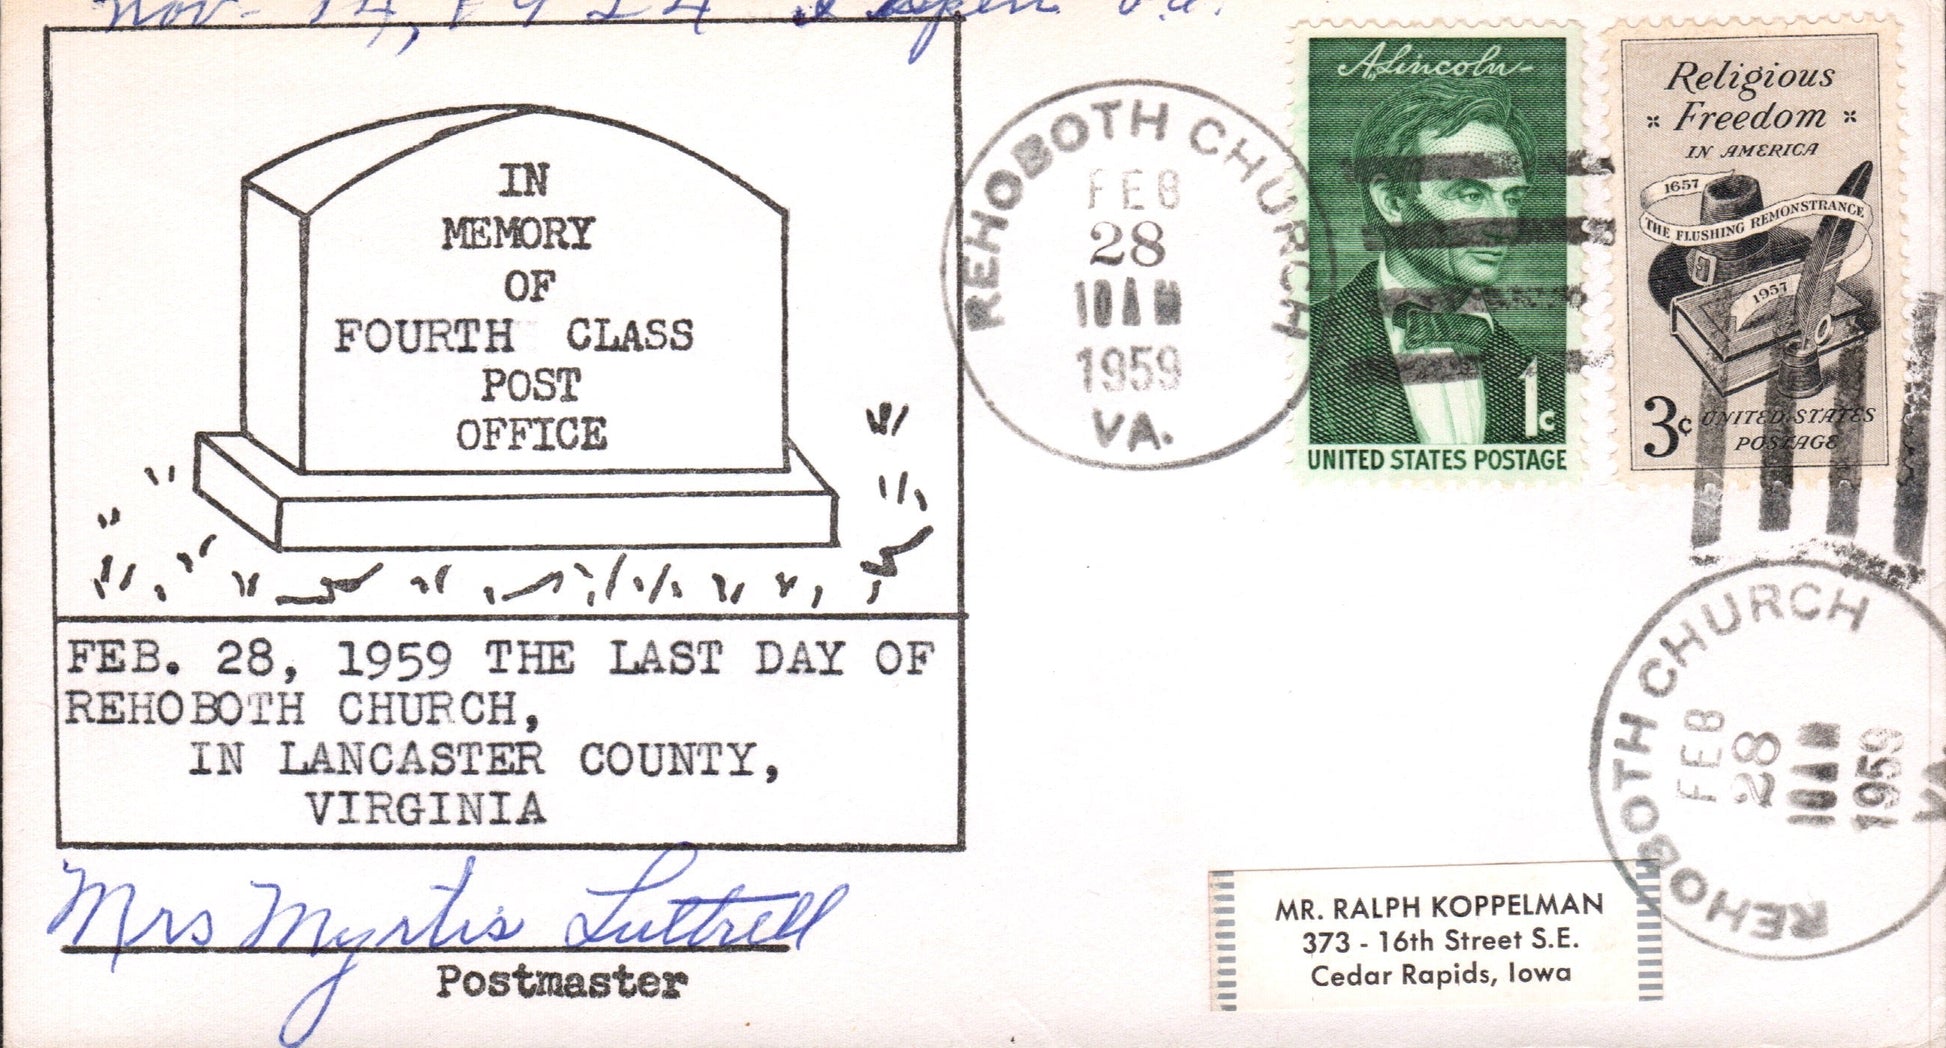 Nov- 14, 1924
IN
MEMORY
OF
FOURTH CLASS
POST
OFFICE
FEB. 28, 1959 THE LAST DAY OF
REHOBOTH CHURCH,
IN LANCASTER COUNTY,
VIRGINIA
Mrs Myrtis Luttrell
Postmaster
REHOBOTH CHURCH
FEB
28
10 AM
1959
VA.
A. Lincoln
1c
UNITED STATES POSTAGE
Religious
Freedom
IN AMERICA
1657
THE FLUSHING REMONSTRANCE
1957
3c UNITED STATES
POSTAGE
REHOBOTH CHURCH
FEB
28
10 AM
1959
VA.
MR. RALPH KOPPELMAN
373 - 16th Street S.E.
Cedar Rapids, Iowa